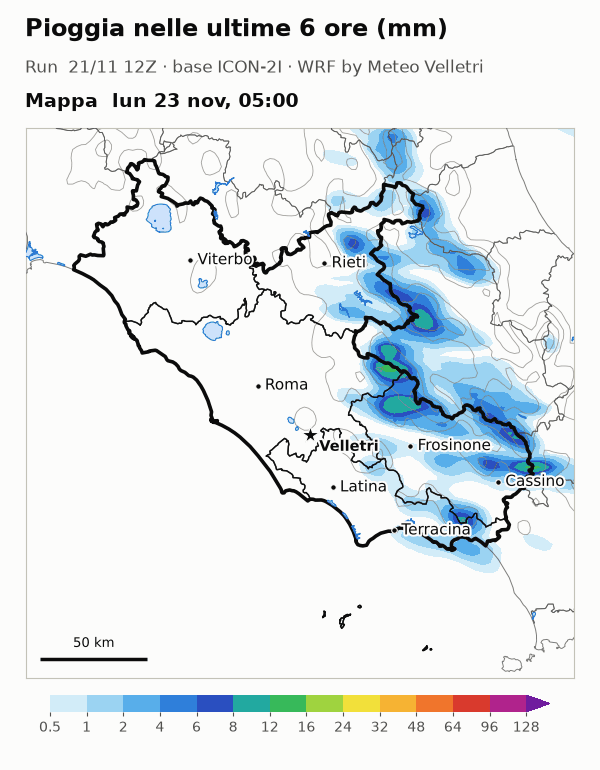 Pioggia nelle ultime 6 ore (mm)
Run  21/11 12Z · base ICON-2I · WRF by Meteo Velletri
Mappa  lun 23 nov, 05:00
Viterbo
Rieti
Roma
Velletri
Frosinone
Cassino
Latina
Terracina
50 km
0.5 1 2 4 6 8 12 16 24 32 48 64 96 128